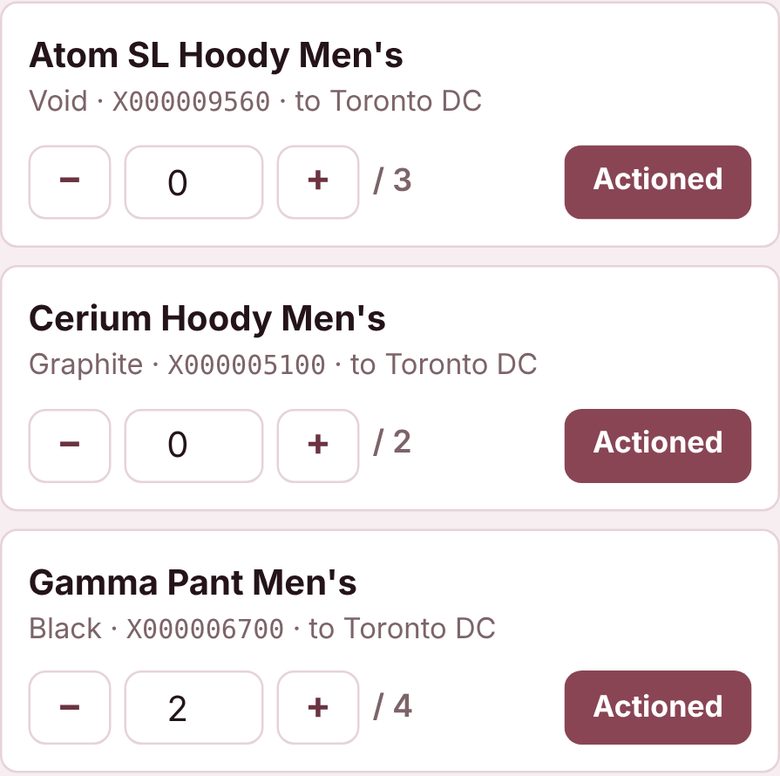 Atom SL Hoody Men's
Void · X000009560 · to Toronto DC
− 0 + / 3 Actioned
Cerium Hoody Men's
Graphite · X000005100 · to Toronto DC
− 0 + / 2 Actioned
Gamma Pant Men's
Black · X000006700 · to Toronto DC
− 2 + / 4 Actioned